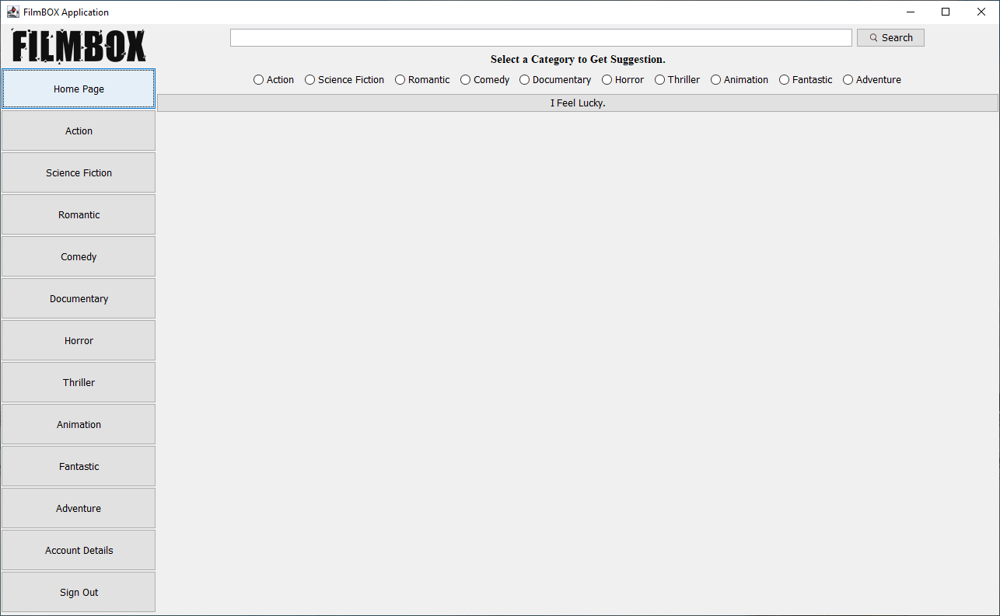 FilmBOX Application
FILMBOX
Search
Select a Category to Get Suggestion.
Action Science Fiction Romantic Comedy Documentary Horror Thriller Animation Fantastic Adventure
I Feel Lucky.
Home Page
Action
Science Fiction
Romantic
Comedy
Documentary
Horror
Thriller
Animation
Fantastic
Adventure
Account Details
Sign Out